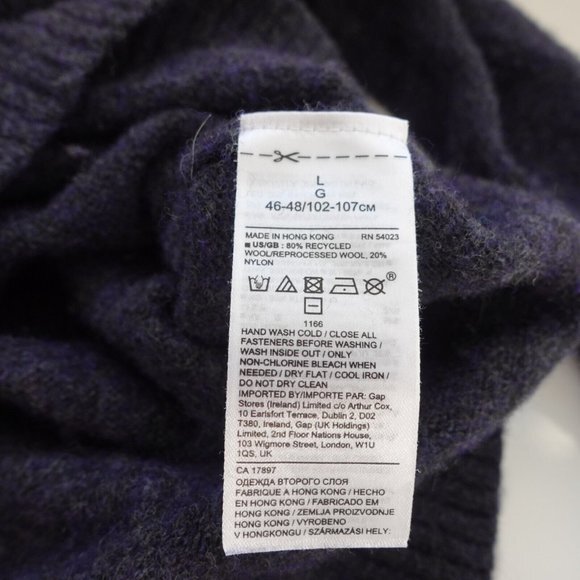 L
G
46-48/102-107CM
MADE IN HONG KONG RN 54023
■ US/GB : 80% RECYCLED
WOOL/REPROCESSED WOOL, 20%
NYLON
®
1166
HAND WASH COLD / CLOSE ALL
FASTENERS BEFORE WASHING /
WASH INSIDE OUT / ONLY
NON-CHLORINE BLEACH WHEN
NEEDED / DRY FLAT / COOL IRON /
DO NOT DRY CLEAN
IMPORTED BY/IMPORTE PAR: Gap
Stores (Ireland) Limited c/o Arthur Cox,
10 Earlsfort Terrace, Dublin 2, D02
T380, Ireland, Gap (UK Holdings)
Limited, 2nd Floor Nations House,
103 Wigmore Street, London, W1U
1QS, UK
CA 17897
ОДЕЖДА ВТОРОГО СЛОЯ
FABRIQUE A HONG KONG / HECHO
EN HONG KONG / FABRICADO EM
HONG KONG / ZEMLJA PROIZVODNJE
HONG KONG / VYROBENO
V HONGKONGU / SZÁRMAZÁSI HELY: